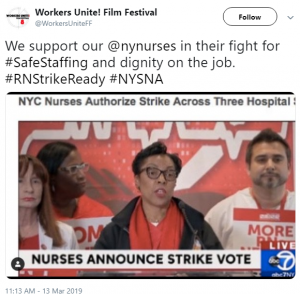 Workers Unite! Film Festival
@WorkersUniteFF
Follow
We support our @nynurses in their fight for
#SafeStaffing and dignity on the job.
#RNStrikeReady #NYSNA
NYC Nurses Authorize Strike Across Three Hospital
MORE
LIVE
NURSES ANNOUNCE STRIKE VOTE
abc7NY
11:13 AM - 13 Mar 2019